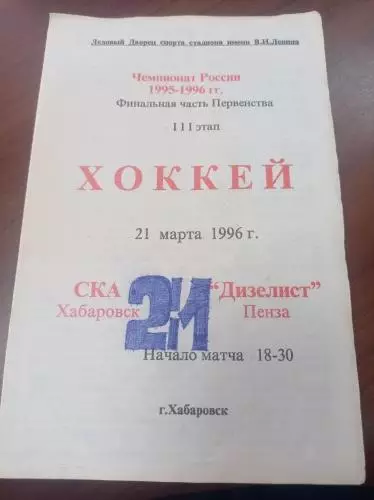 Ледовый Дворец спорта стадиона имени В.И.Ленина
Чемпионат России
1995-1996 гг.
Финальная часть Первенства
III этап
ХОККЕЙ
21 марта 1996 г.
СКА "Дизелист"
Хабаровск Пенза
2:1
Начало матча 18-30
г.Хабаровск